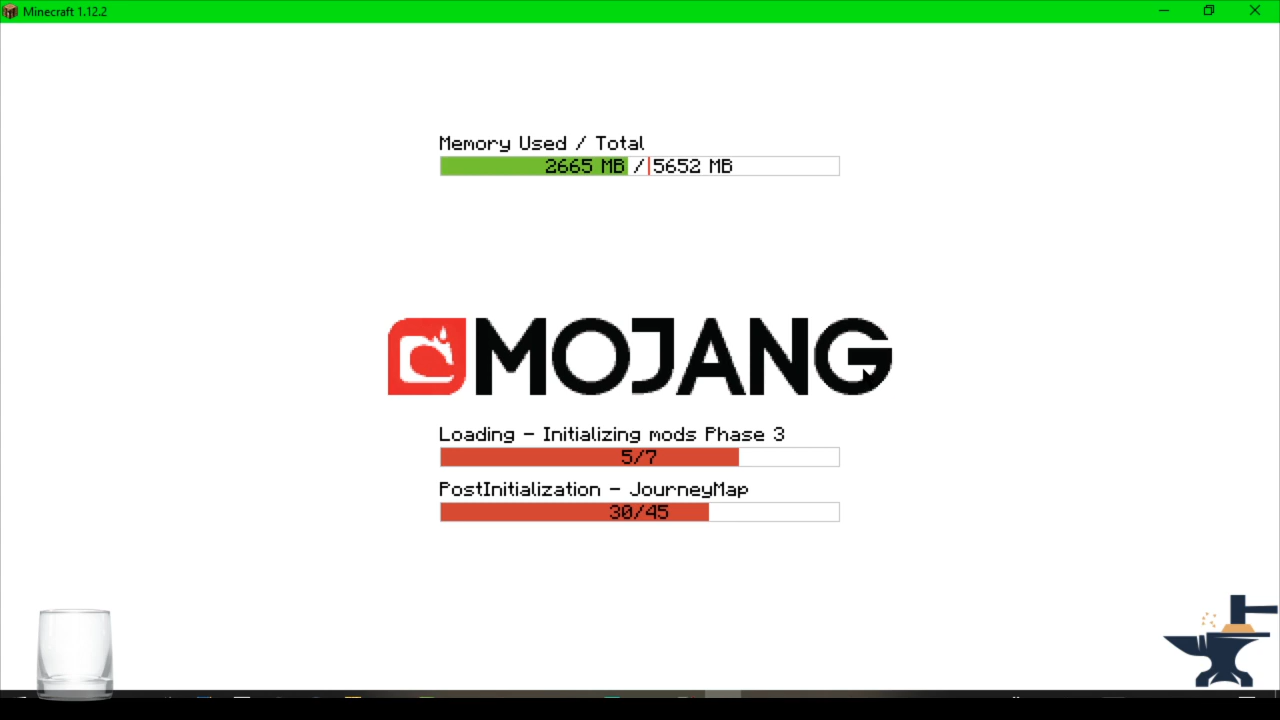 Minecraft 1.12.2
Memory Used / Total
2665 MB / 5652 MB
MOJANG
Loading - Initializing mods Phase 3
5/7
PostInitialization - JourneyMap
30/45